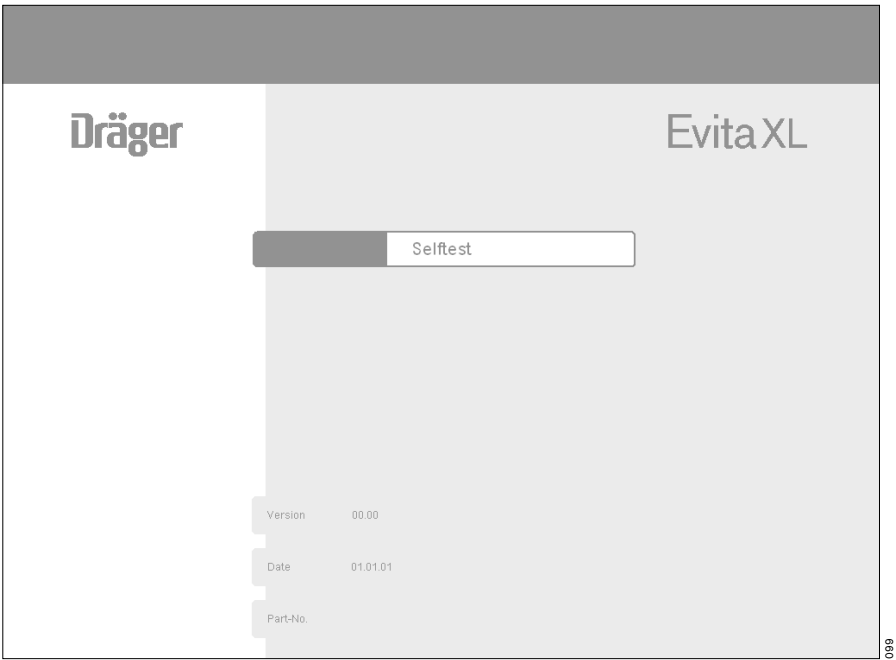 Dräger
Evita XL
Selftest
Version 00.00
Date 01.01.01
Part-No.
099